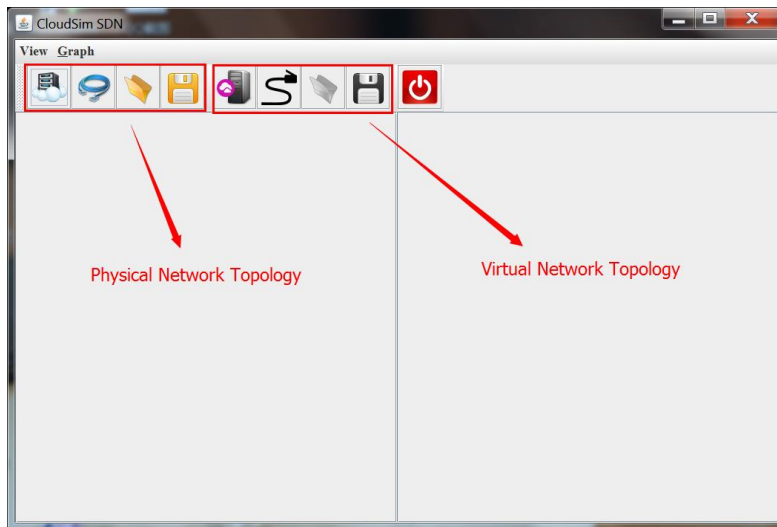 CloudSim SDN
View Graph
Physical Network Topology
Virtual Network Topology